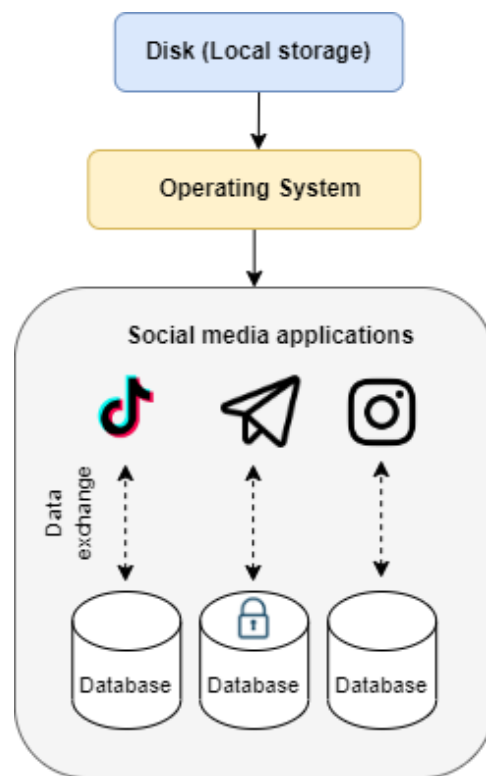 Disk (Local storage)
Operating System
Social media applications
Data
exchange
Database
Database
Database